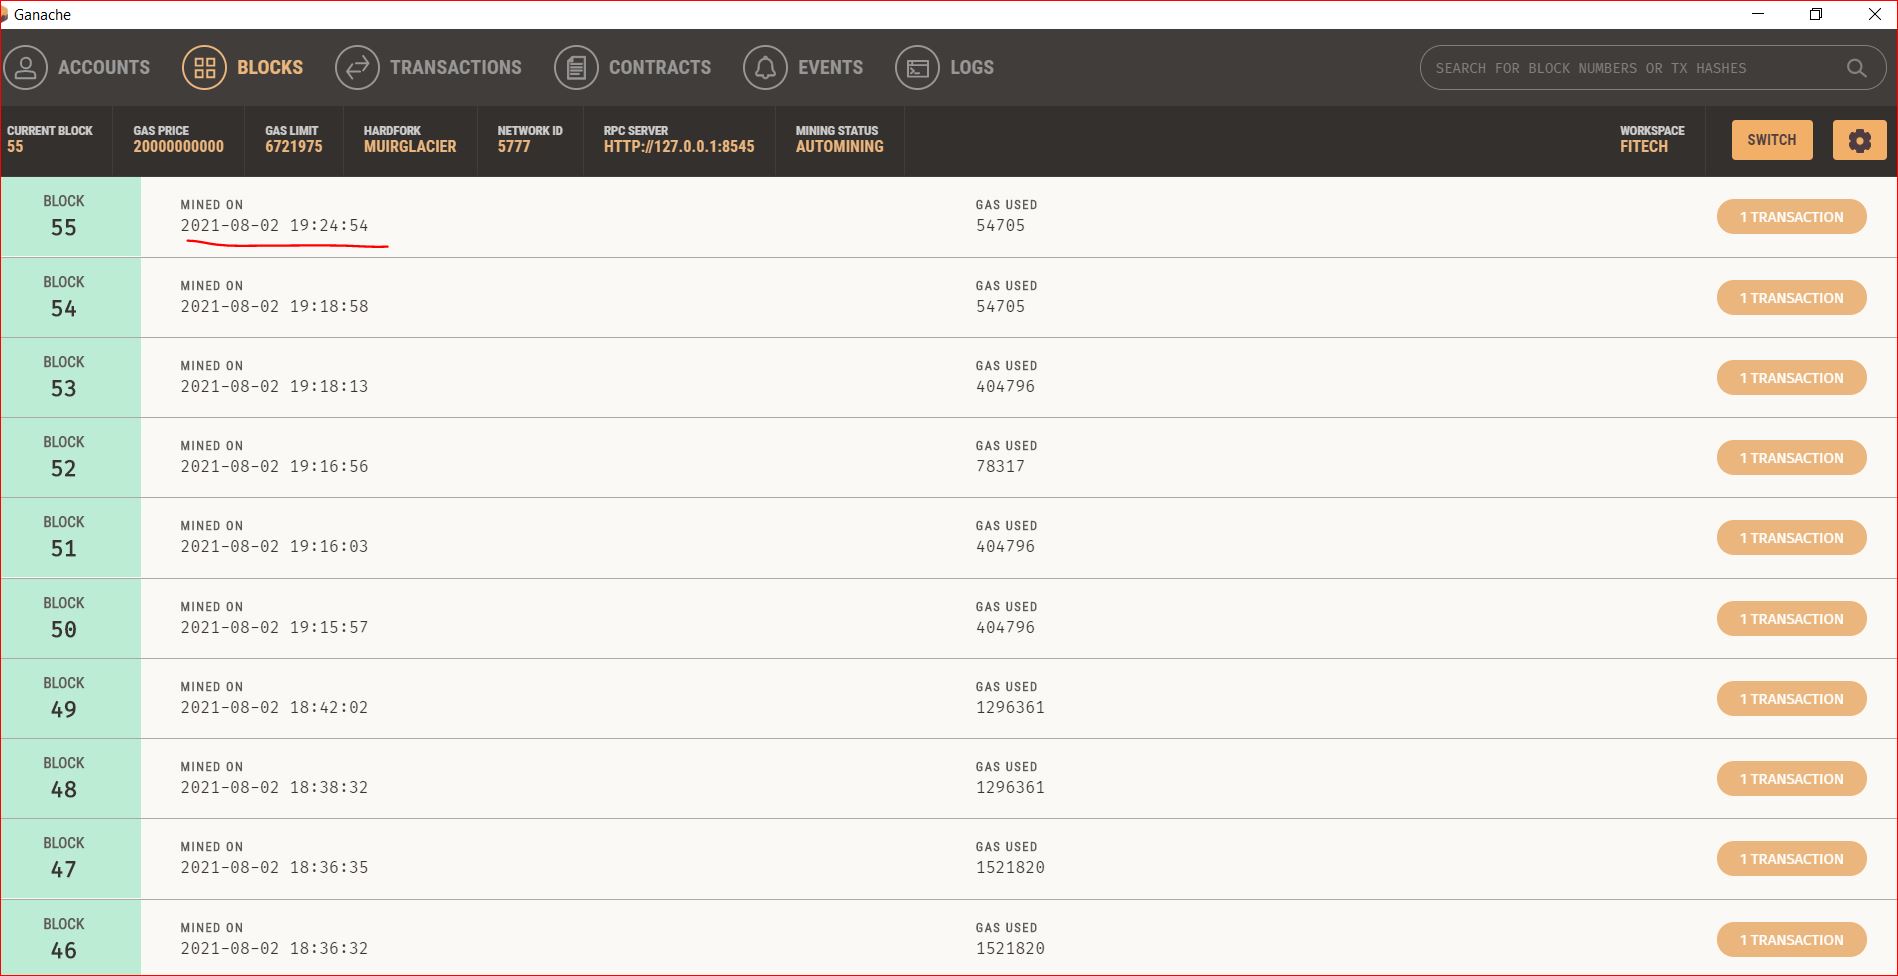 Ganache
ACCOUNTS BLOCKS TRANSACTIONS CONTRACTS EVENTS LOGS SEARCH FOR BLOCK NUMBERS OR TX HASHES
CURRENT BLOCK GAS PRICE GAS LIMIT HARDFORK NETWORK ID RPC SERVER MINING STATUS WORKSPACE
55 20000000000 6721975 MUIRGLACIER 5777 HTTP://127.0.0.1:8545 AUTOMINING FITECH SWITCH
BLOCK MINED ON GAS USED
55 2021-08-02 19:24:54 54705 1 TRANSACTION
BLOCK MINED ON GAS USED
54 2021-08-02 19:18:58 54705 1 TRANSACTION
BLOCK MINED ON GAS USED
53 2021-08-02 19:18:13 404796 1 TRANSACTION
BLOCK MINED ON GAS USED
52 2021-08-02 19:16:56 78317 1 TRANSACTION
BLOCK MINED ON GAS USED
51 2021-08-02 19:16:03 404796 1 TRANSACTION
BLOCK MINED ON GAS USED
50 2021-08-02 19:15:57 404796 1 TRANSACTION
BLOCK MINED ON GAS USED
49 2021-08-02 18:42:02 1296361 1 TRANSACTION
BLOCK MINED ON GAS USED
48 2021-08-02 18:38:32 1296361 1 TRANSACTION
BLOCK MINED ON GAS USED
47 2021-08-02 18:36:35 1521820 1 TRANSACTION
BLOCK MINED ON GAS USED
46 2021-08-02 18:36:32 1521820 1 TRANSACTION